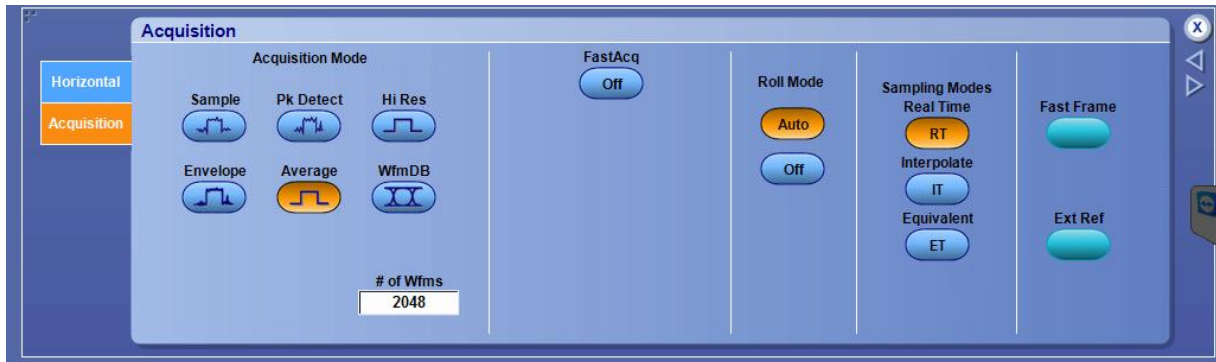 Acquisition
Horizontal
Acquisition
Acquisition Mode
Sample
Pk Detect
Hi Res
Envelope
Average
WfmDB
# of Wfms
2048
FastAcq
Off
Roll Mode
Auto
Off
Sampling Modes
Real Time
RT
Interpolate
IT
Equivalent
ET
Fast Frame
Ext Ref
X